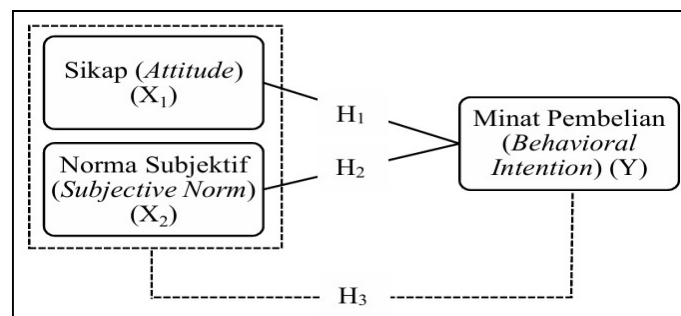 Sikap (Attitude)
(X₁)
H₁
Minat Pembelian
(Behavioral
Intention) (Y)
Norma Subjektif
(Subjective Norm)
(X₂)
H₂
H₃